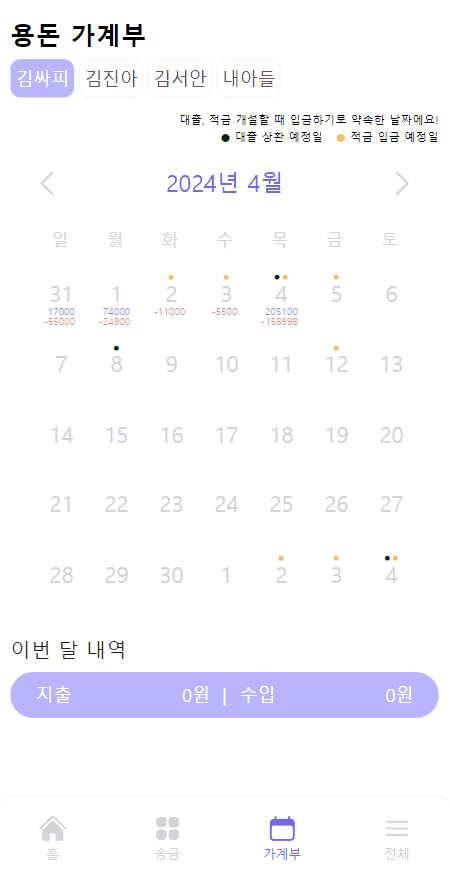 용돈 가계부
김싸피 김진아 김서안 내아들
대출, 적금 개설할 때 입금하기로 약속한 날짜에요!
● 대출 상환 예정일 ● 적금 입금 예정일
2024년 4월
일 월 화 수 목 금 토
31 1 2 3 4 5 6
17000 74000 205100
-55000 -24900 -11000 -5500 -158998
7 8 9 10 11 12 13
14 15 16 17 18 19 20
21 22 23 24 25 26 27
28 29 30 1 2 3 4
이번 달 내역
지출 0원 | 수입 0원
홈 송금 가계부 전체